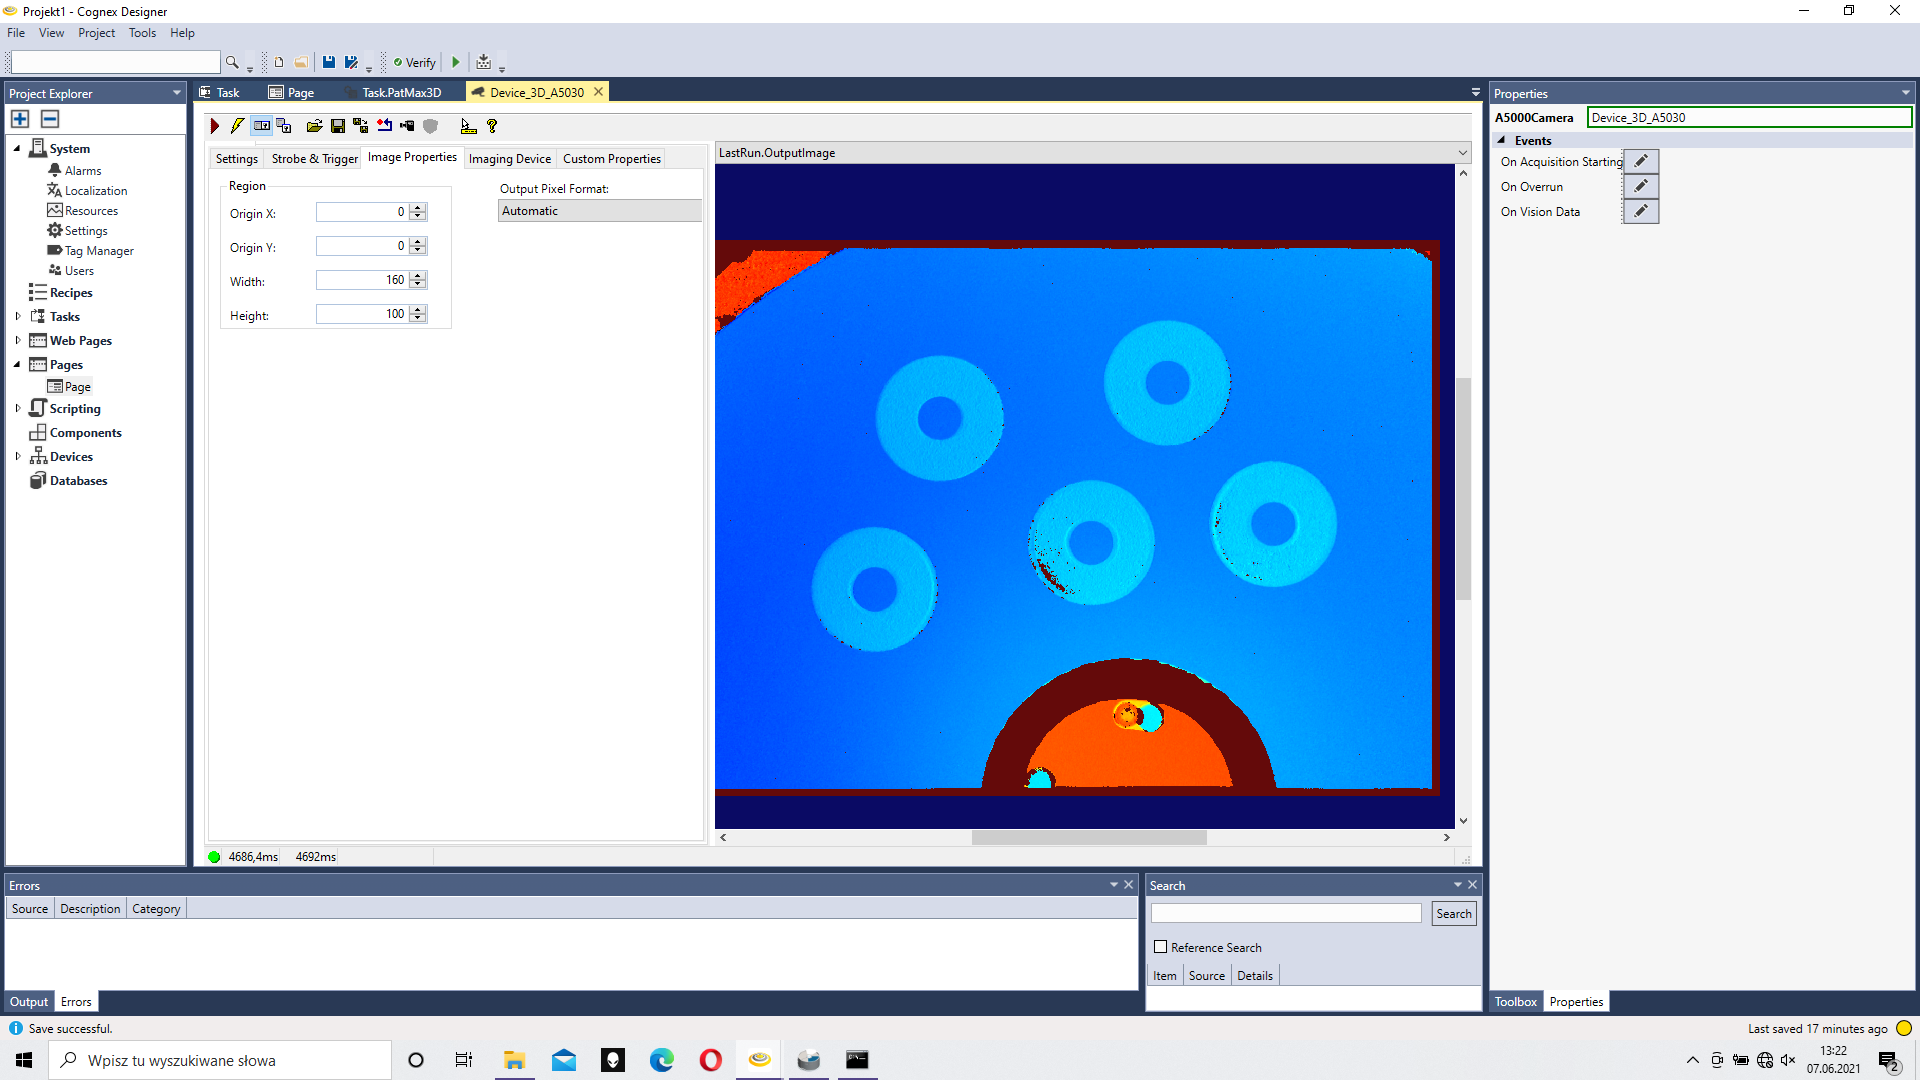 Projekt1 - Cognex Designer
File View Project Tools Help
Verify
Project Explorer
System
Alarms
Localization
Resources
Settings
Tag Manager
Users
Recipes
Tasks
Web Pages
Pages
Page
Scripting
Components
Devices
Databases
Task Page Task.PatMax3D Device_3D_A5030
Settings Strobe & Trigger Image Properties Imaging Device Custom Properties
Region
Origin X: 0
Origin Y: 0
Width: 160
Height: 100
Output Pixel Format:
Automatic
LastRun.OutputImage
4686,4ms 4692ms
Properties
A5000Camera Device_3D_A5030
Events
On Acquisition Starting
On Overrun
On Vision Data
Errors
Source Description Category
Output Errors
Search
Search
Reference Search
Item Source Details
Toolbox Properties
Save successful.
Last saved 17 minutes ago
Wpisz tu wyszukiwane słowa
13:22
07.06.2021
2